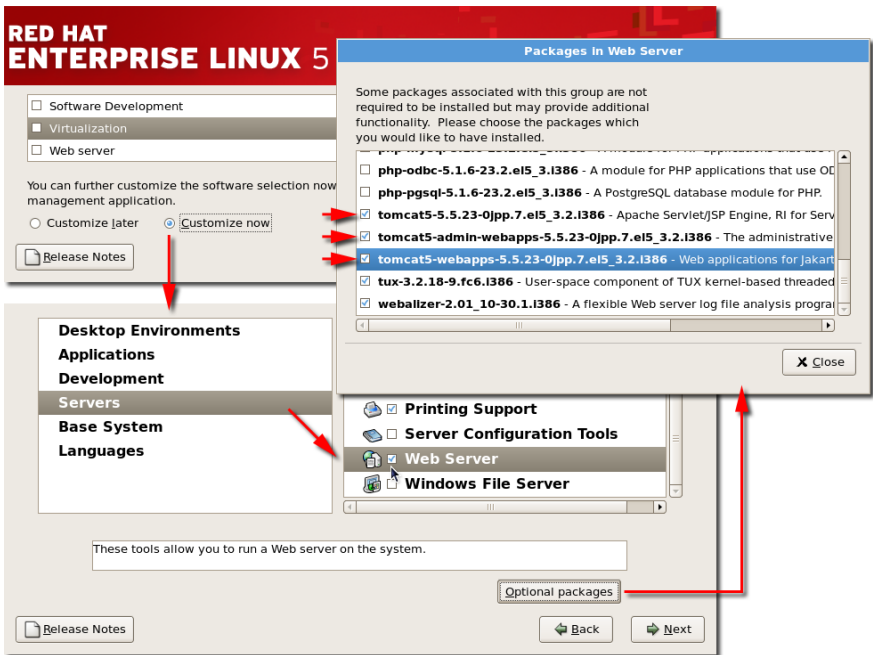 RED HAT
ENTERPRISE LINUX 5
Software Development
Virtualization
Web server
You can further customize the software selection now
management application.
Customize later
Customize now
Release Notes
Packages in Web Server
Some packages associated with this group are not
required to be installed but may provide additional
functionality. Please choose the packages which
you would like to have installed.
php-odbc-5.1.6-23.2.el5_3.i386 - A module for PHP applications that use OD
php-pgsql-5.1.6-23.2.el5_3.i386 - A PostgreSQL database module for PHP.
tomcat5-5.5.23-0jpp.7.el5_3.2.i386 - Apache Servlet/JSP Engine, RI for Serv
tomcat5-admin-webapps-5.5.23-0jpp.7.el5_3.2.i386 - The administrative
tomcat5-webapps-5.5.23-0jpp.7.el5_3.2.i386 - Web applications for Jakart
tux-3.2.18-9.fc6.i386 - User-space component of TUX kernel-based threaded
webalizer-2.01_10-30.1.i386 - A flexible Web server log file analysis progra
Close
Desktop Environments
Applications
Development
Servers
Base System
Languages
Printing Support
Server Configuration Tools
Web Server
Windows File Server
These tools allow you to run a Web server on the system.
Optional packages
Release Notes
Back
Next